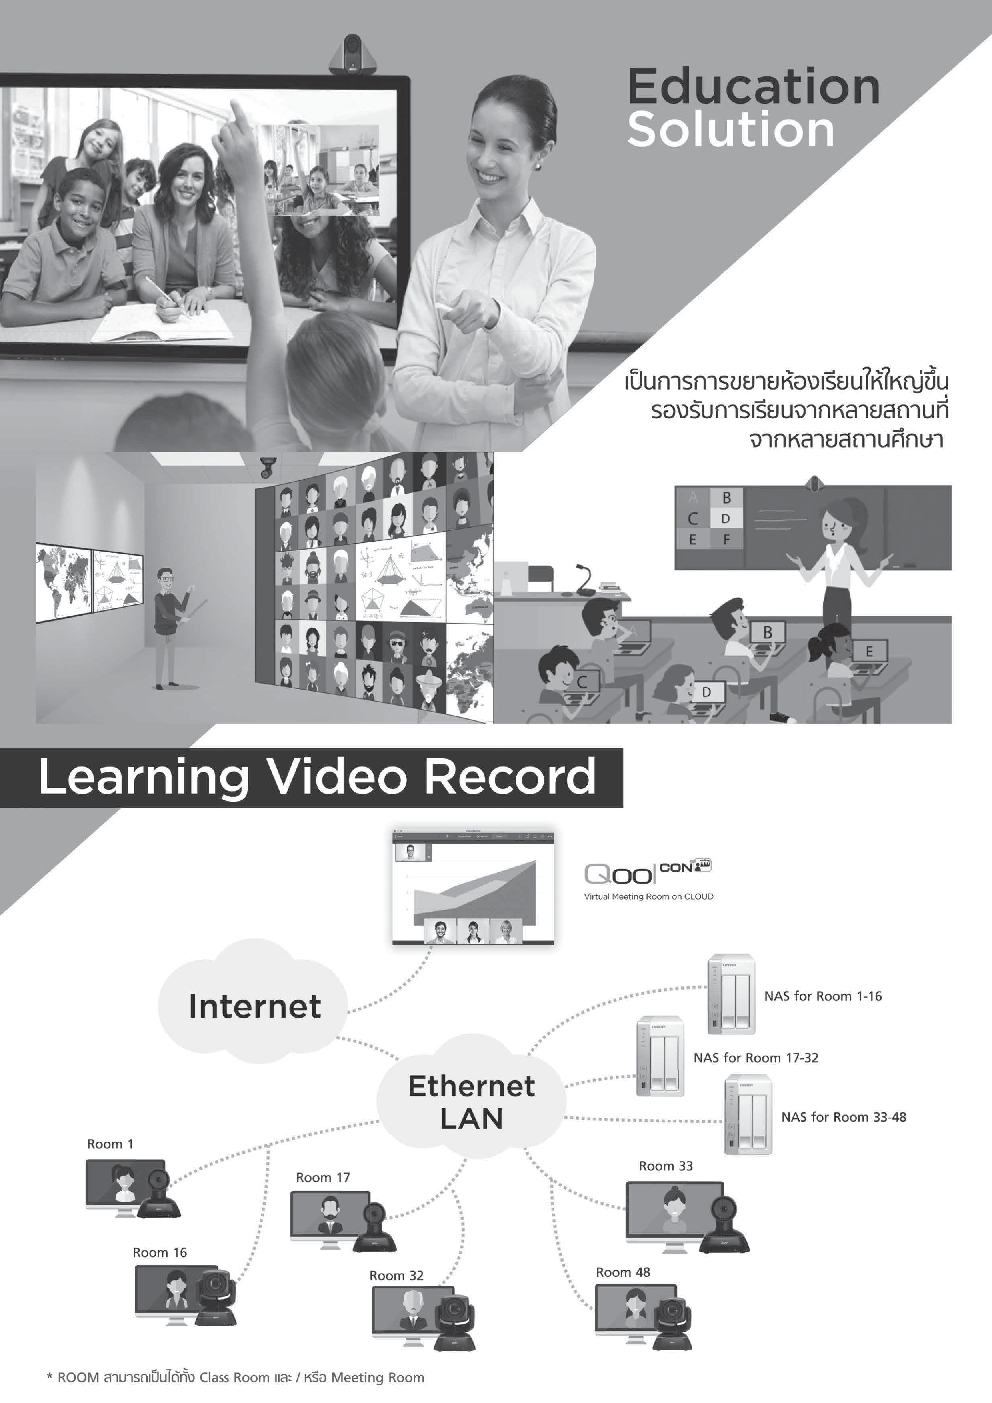 Education
Solution
เป็นการการขยายห้องเรียนให้ใหญ่ขึ้น
รองรับการเรียนจากหลายสถานที่
จากหลายสถานศึกษา
A B
C D
E F
A
B
C
D
E
Learning Video Record
Qool CON
Virtual Meeting Room on CLOUD
Internet
Ethernet
LAN
NAS for Room 1-16
NAS for Room 17-32
NAS for Room 33-48
Room 1
Room 16
Room 17
Room 32
Room 33
Room 48
* ROOM สามารถเป็นได้ทั้ง Class Room และ / หรือ Meeting Room